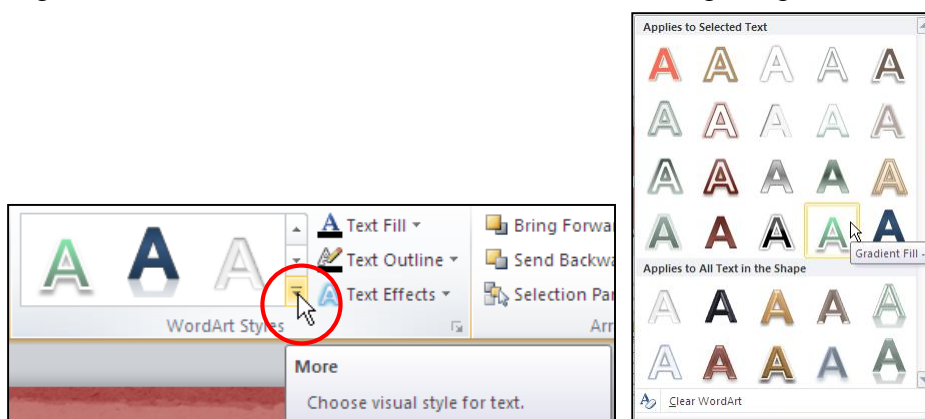 Applies to Selected Text
Gradient Fill -
Applies to All Text in the Shape
Clear WordArt
Text Fill
Text Outline
Text Effects
WordArt Styles
Bring Forwa
Send Backwa
Selection Pa
Arr
More
Choose visual style for text.